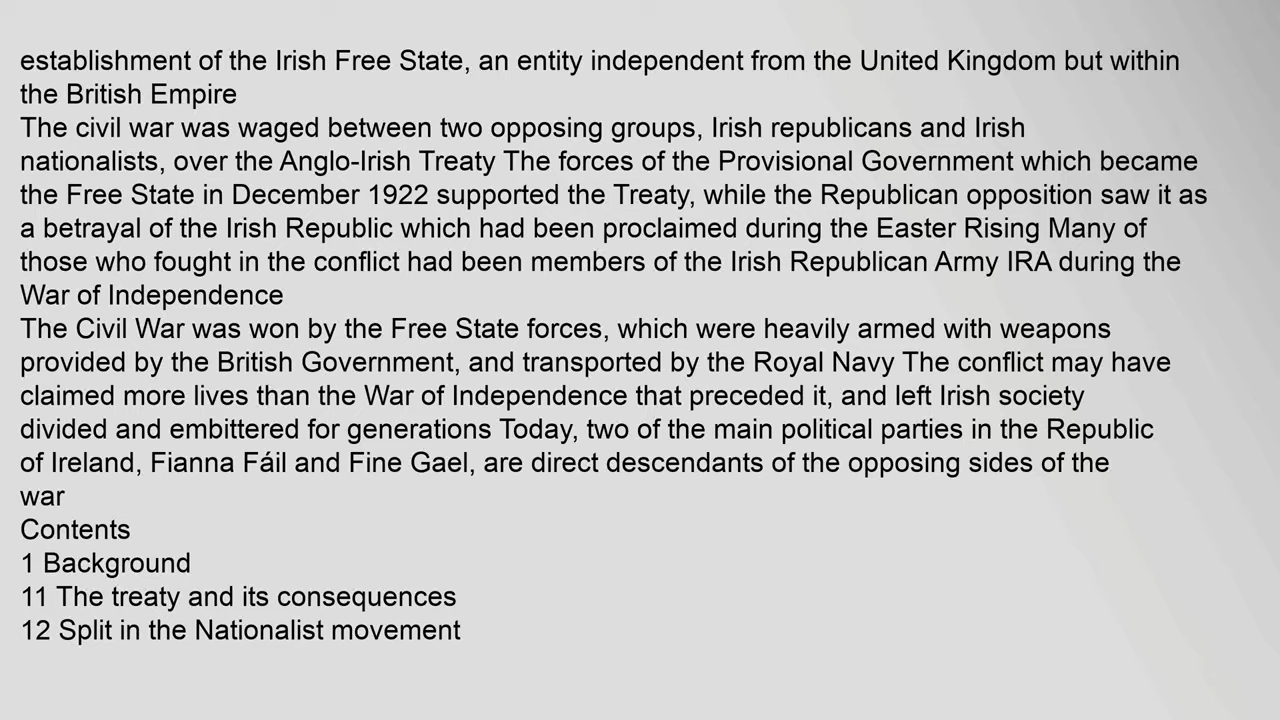 establishment of the Irish Free State, an entity independent from the United Kingdom but within
the British Empire
The civil war was waged between two opposing groups, Irish republicans and Irish
nationalists, over the Anglo-Irish Treaty The forces of the Provisional Government which became
the Free State in December 1922 supported the Treaty, while the Republican opposition saw it as
a betrayal of the Irish Republic which had been proclaimed during the Easter Rising Many of
those who fought in the conflict had been members of the Irish Republican Army IRA during the
War of Independence
The Civil War was won by the Free State forces, which were heavily armed with weapons
provided by the British Government, and transported by the Royal Navy The conflict may have
claimed more lives than the War of Independence that preceded it, and left Irish society
divided and embittered for generations Today, two of the main political parties in the Republic
of Ireland, Fianna Fáil and Fine Gael, are direct descendants of the opposing sides of the
war
Contents
1 Background
11 The treaty and its consequences
12 Split in the Nationalist movement